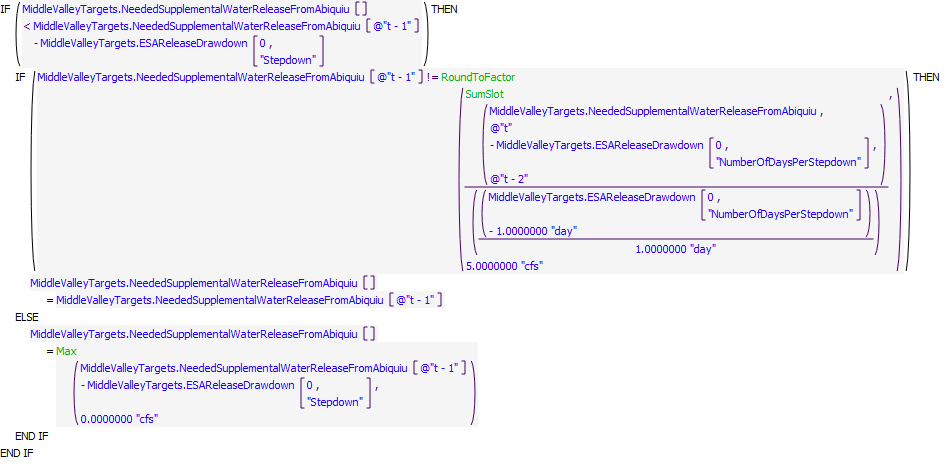 IF MiddleValleyTargets.NeededSupplementalWaterReleaseFromAbiquiu [ ] THEN
< MiddleValleyTargets.NeededSupplementalWaterReleaseFromAbiquiu [ @"t - 1" ]
- MiddleValleyTargets.ESAReleaseDrawdown [ 0 ,
"Stepdown" ]
IF ( MiddleValleyTargets.NeededSupplementalWaterReleaseFromAbiquiu [ @"t - 1" ] != RoundToFactor THEN
SumSlot ,
MiddleValleyTargets.NeededSupplementalWaterReleaseFromAbiquiu ,
@"t"
- MiddleValleyTargets.ESAReleaseDrawdown [ 0 , ,
"NumberOfDaysPerStepdown" ]
@"t - 2"
MiddleValleyTargets.ESAReleaseDrawdown [ 0 ,
"NumberOfDaysPerStepdown" ]
- 1.0000000 "day"
1.0000000 "day"
5.0000000 "cfs"
MiddleValleyTargets.NeededSupplementalWaterReleaseFromAbiquiu [ ]
= MiddleValleyTargets.NeededSupplementalWaterReleaseFromAbiquiu [ @"t - 1" ]
ELSE
MiddleValleyTargets.NeededSupplementalWaterReleaseFromAbiquiu [ ]
= Max
MiddleValleyTargets.NeededSupplementalWaterReleaseFromAbiquiu [ @"t - 1" ]
- MiddleValleyTargets.ESAReleaseDrawdown [ 0 , ,
"Stepdown" ]
0.0000000 "cfs"
END IF
END IF